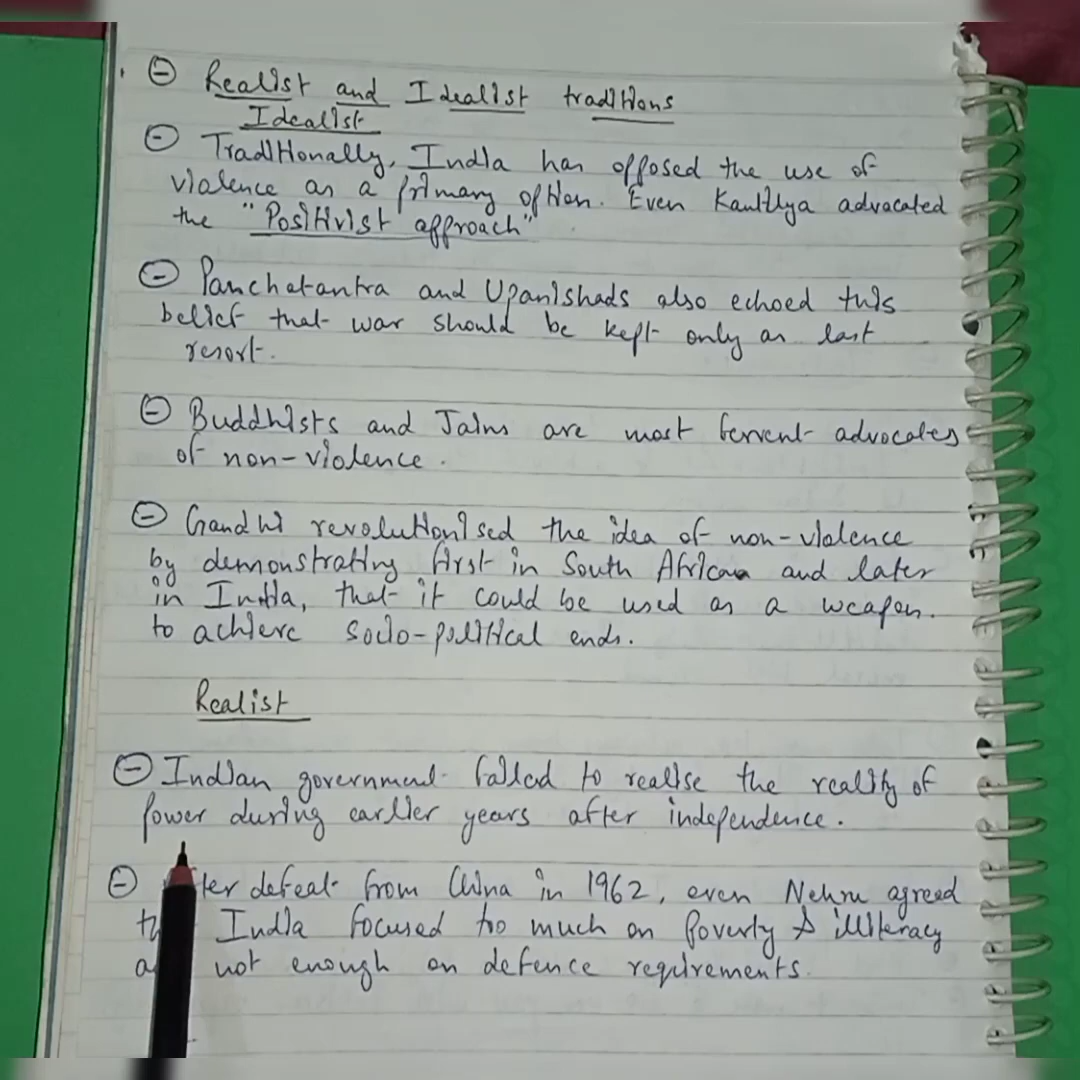 Realist and Idealist traditions
Idealist
Traditionally, India has opposed the use of
violence as a primary option. Even Kautilya advocated
the "Positivist approach".
Panchatantra and Upanishads also echoed this
belief that war should be kept only as last
resort.
Buddhists and Jains are most fervent advocates
of non-violence.
Gandhi revolutionised the idea of non-violence
by demonstrating first in South Africa and later
in India, that it could be used as a weapon.
to achieve socio-political ends.
Realist
Indian government failed to realise the reality of
power during earlier years after independence.
defeat from China in 1962, even Nehru agreed
India focused too much on Poverty & illiteracy
not enough on defence requirements.